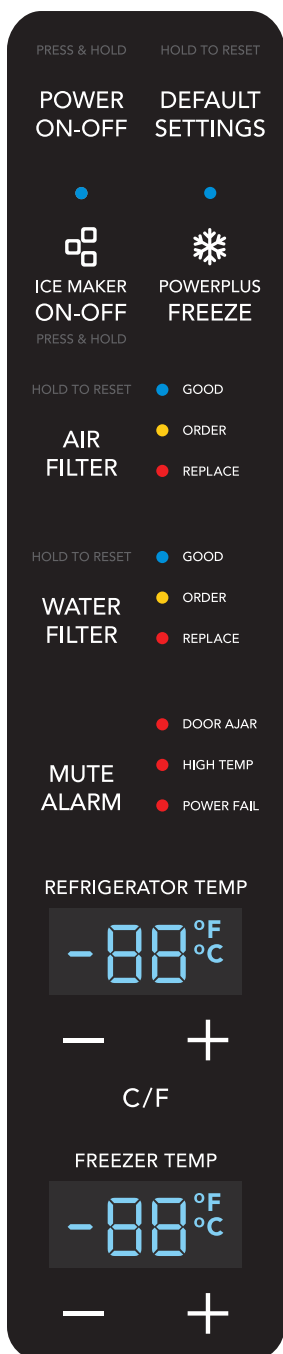 PRESS & HOLD
POWER
ON-OFF
HOLD TO RESET
DEFAULT
SETTINGS
ICE MAKER
ON-OFF
PRESS & HOLD
POWERPLUS
FREEZE
HOLD TO RESET
AIR
FILTER
GOOD
ORDER
REPLACE
HOLD TO RESET
WATER
FILTER
GOOD
ORDER
REPLACE
MUTE
ALARM
DOOR AJAR
HIGH TEMP
POWER FAIL
REFRIGERATOR TEMP
-88 °F
°C
− +
C/F
FREEZER TEMP
-88 °F
°C
− +